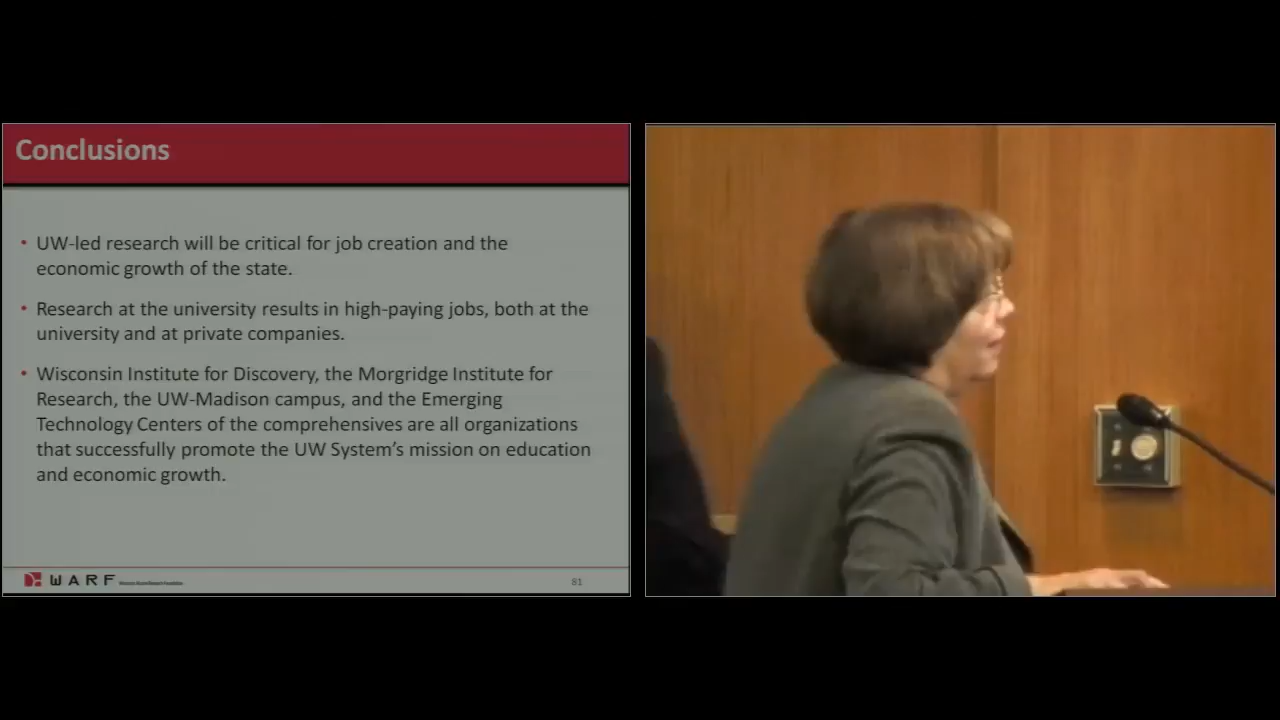 Conclusions
• UW-led research will be critical for job creation and the
economic growth of the state.
• Research at the university results in high-paying jobs, both at the
university and at private companies.
• Wisconsin Institute for Discovery, the Morgridge Institute for
Research, the UW-Madison campus, and the Emerging
Technology Centers of the comprehensives are all organizations
that successfully promote the UW System's mission on education
and economic growth.
WARF
81